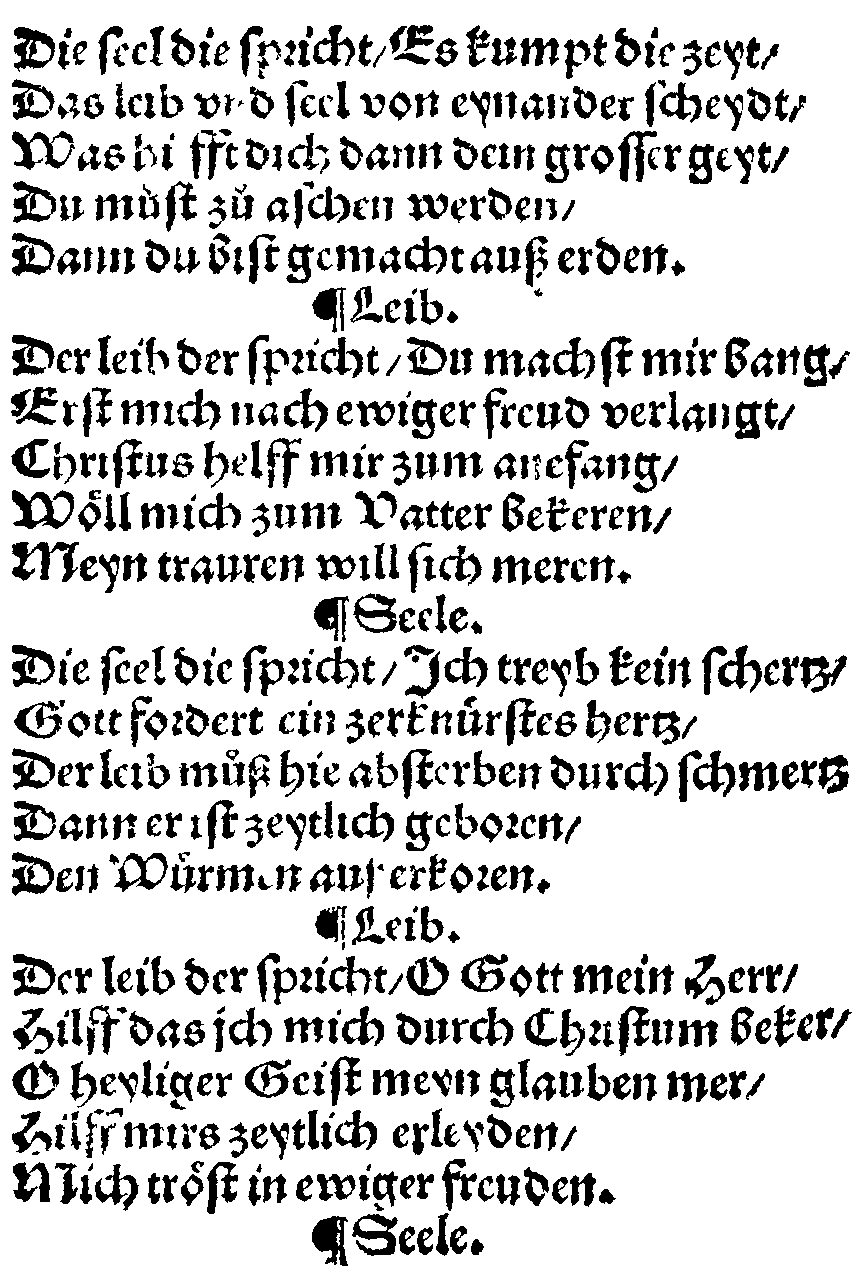 Die seel die spricht/ Es kumpt die zeyt/
Das leib vnd seel von eynander scheydt/
Was hilfft dich dann dein grosser geyt/
Du můst zů aschen werden/
Dann du bist gemacht auß erden.
¶ Leib.
Der leib der spricht/ Du machst mir bang/
Erst mich nach ewiger freud verlangt/
Christus helff mir zum anefang/
Wöll mich zum Vatter bekeren/
Meyn trauren will sich meren.
¶ Seele.
Die seel die spricht/ Ich treyb kein schertz/
Gott fordert ein zerknürstes hertz/
Der leib můß hie absterben durch schmertz
Dann er ist zeytlich geboren/
Den Würmen auserkoren.
¶ Leib.
Der leib der spricht/ O Gott mein Herr/
Hilff das jch mich durch Christum beker/
O heyliger Geist meyn glauben mer/
Hilff mirs zeytlich erleyden/
Mich tröst in ewiger freuden.
¶ Seele.